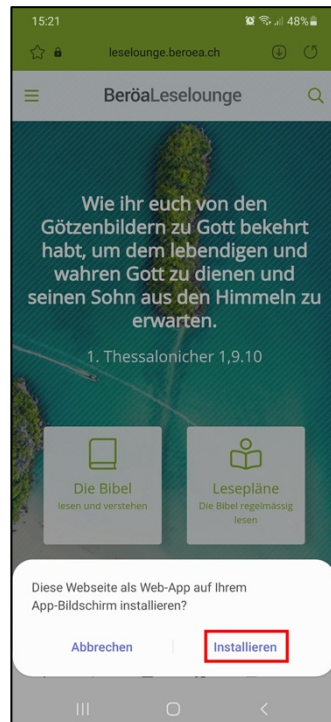 15:21
48%
leselounge.beroea.ch
BeröaLeselounge
Wie ihr euch von den
Götzenbildern zu Gott bekehrt
habt, um dem lebendigen und
wahren Gott zu dienen und
seinen Sohn aus den Himmeln zu
erwarten.
1. Thessalonicher 1,9.10
Die Bibel
lesen und verstehen
Lesepläne
Die Bibel regelmässig
lesen
Diese Webseite als Web-App auf Ihrem
App-Bildschirm installieren?
Abbrechen
Installieren